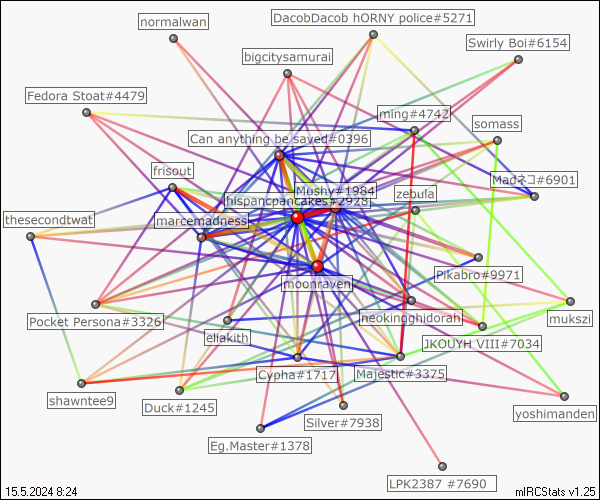 DacobDacob hORNY police#5271
normalwan
Swirly Boi#6154
bigcitysamurai
Fedora Stoat#4479
ming#4742
somass
Can anything be saved#0396
frisout
Madネコ#6901
Mushy#1984
zebula
hispancpancakes#2928
thesecondtwat
marcemadness
Pikabro#9971
moonraven
Pocket Persona#3326
neokingghidorah
mukszi
eliakith
JKOUYH VIII#7034
Cypha#1717
Majestic#3375
shawntee9
Duck#1245
yoshimanden
Silver#7938
Eg.Master#1378
LPK2387 #7690
15.5.2024 8:24
mIRCStats v1.25